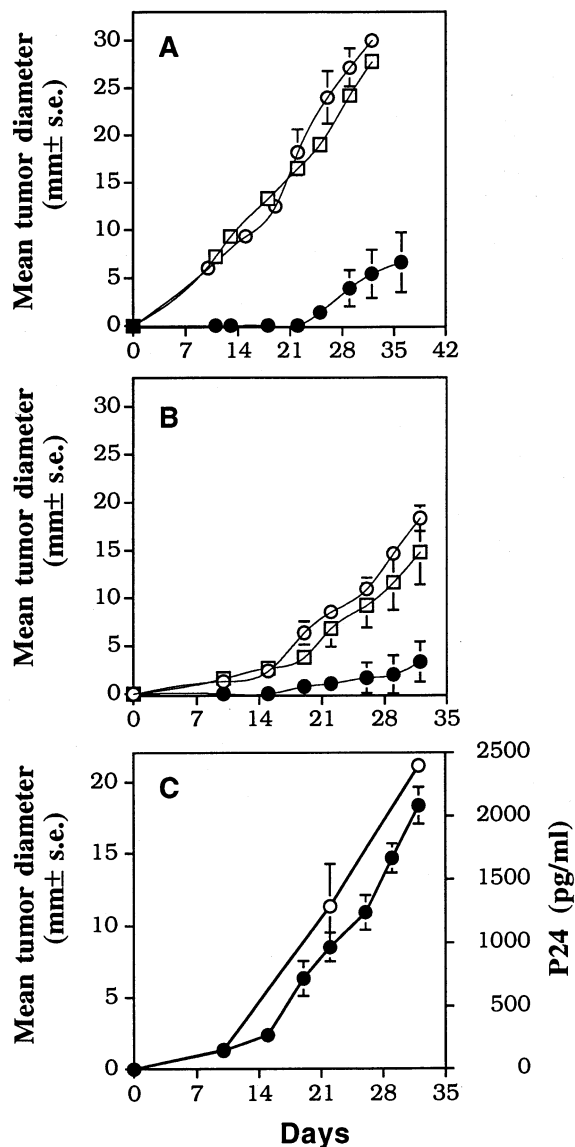 A
Mean tumor diameter
(mm± s.e.)
30
25
20
15
10
5
0
0 7 14 21 28 35 42
B
Mean tumor diameter
(mm± s.e.)
30
25
20
15
10
5
0
0 7 14 21 28 35
C
Mean tumor diameter
(mm± s.e.)
20
15
10
5
0
2500
2000
1500
1000
500
0
P24 (pg/ml)
0 7 14 21 28 35
Days